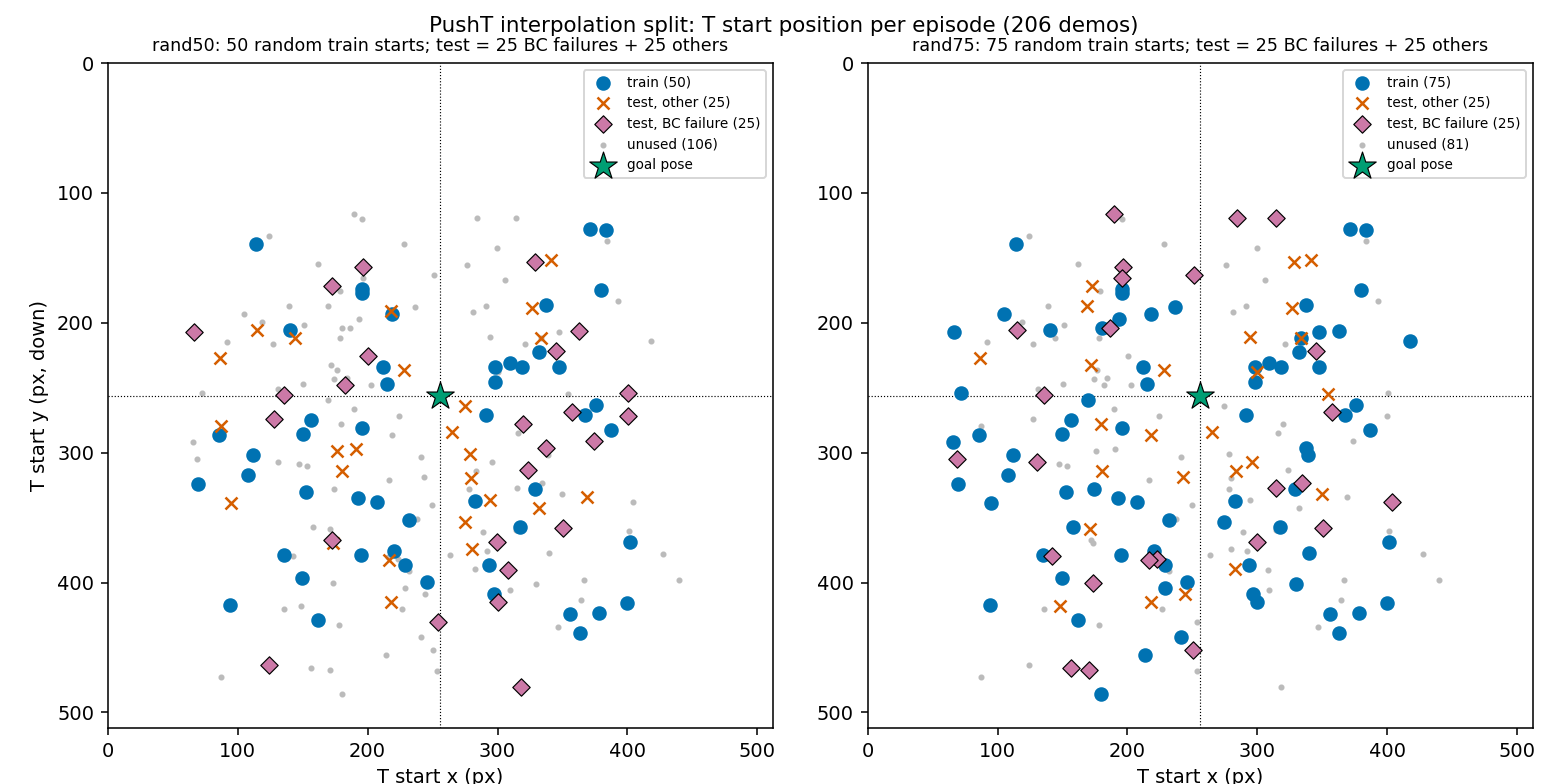 PushT interpolation split: T start position per episode (206 demos)
rand50: 50 random train starts; test = 25 BC failures + 25 others
rand75: 75 random train starts; test = 25 BC failures + 25 others
train (50)
test, other (25)
test, BC failure (25)
unused (106)
goal pose
train (75)
test, other (25)
test, BC failure (25)
unused (81)
goal pose
T start y (px, down)
0
100
200
300
400
500
0
100
200
300
400
500
0 100 200 300 400 500
0 100 200 300 400 500
T start x (px)
T start x (px)